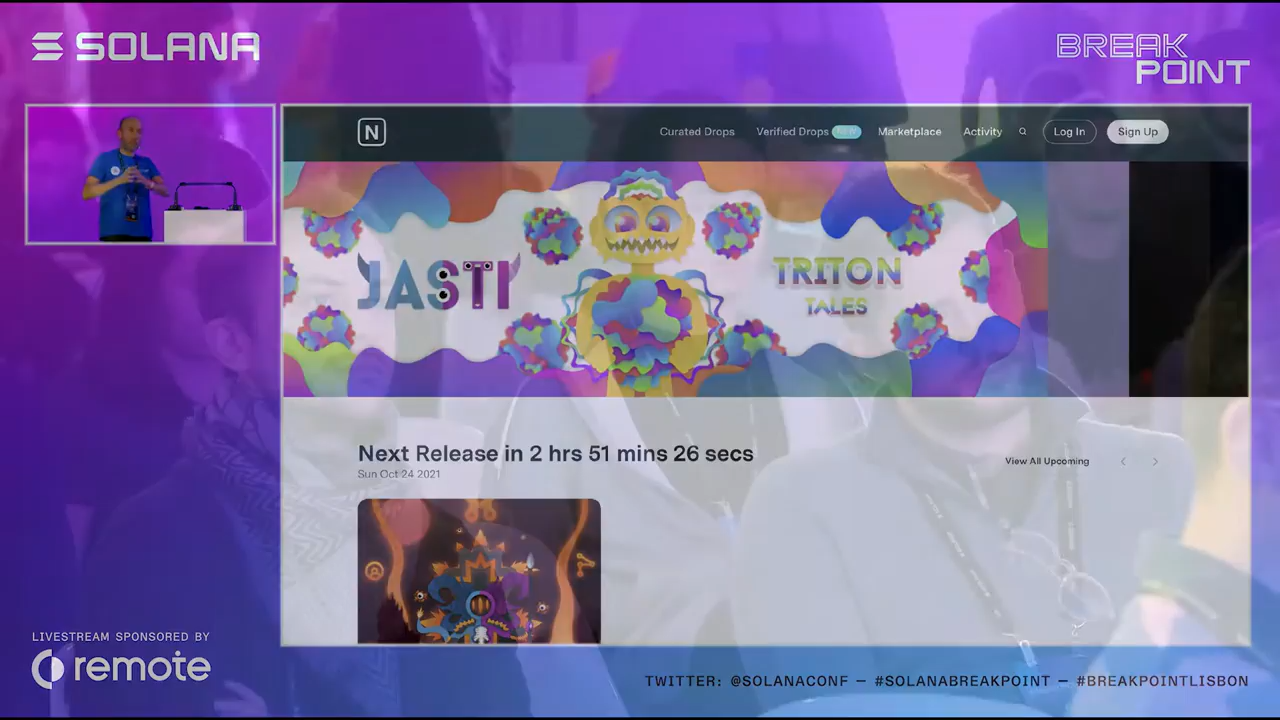 SOLANA
BREAK
POINT
N
Curated Drops
Verified Drops NEW
Marketplace
Activity
Log In
Sign Up
JASTI
TRITON
TALES
Next Release in 2 hrs 51 mins 26 secs
Sun Oct 24 2021
View All Upcoming
LIVESTREAM SPONSORED BY
remote
TWITTER: @SOLANACONF – #SOLANABREAKPOINT – #BREAKPOINTLISBON